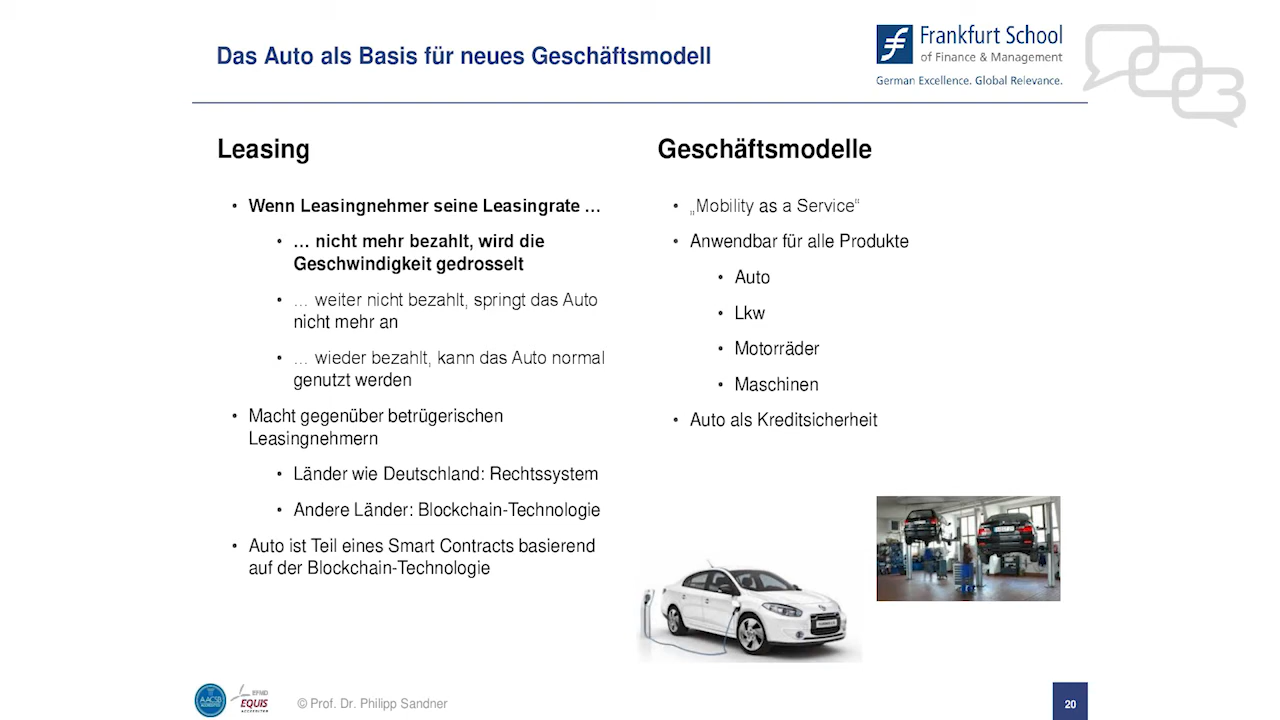 Das Auto als Basis für neues Geschäftsmodell
Frankfurt School
of Finance & Management
German Excellence. Global Relevance.
Leasing
• Wenn Leasingnehmer seine Leasingrate …
• … nicht mehr bezahlt, wird die
Geschwindigkeit gedrosselt
• … weiter nicht bezahlt, springt das Auto
nicht mehr an
• … wieder bezahlt, kann das Auto normal
genutzt werden
• Macht gegenüber betrügerischen
Leasingnehmern
• Länder wie Deutschland: Rechtssystem
• Andere Länder: Blockchain-Technologie
• Auto ist Teil eines Smart Contracts basierend
auf der Blockchain-Technologie
Geschäftsmodelle
• „Mobility as a Service“
• Anwendbar für alle Produkte
• Auto
• Lkw
• Motorräder
• Maschinen
• Auto als Kreditsicherheit
AACSB
EFMD
EQUIS
ACCREDITED
© Prof. Dr. Philipp Sandner
20